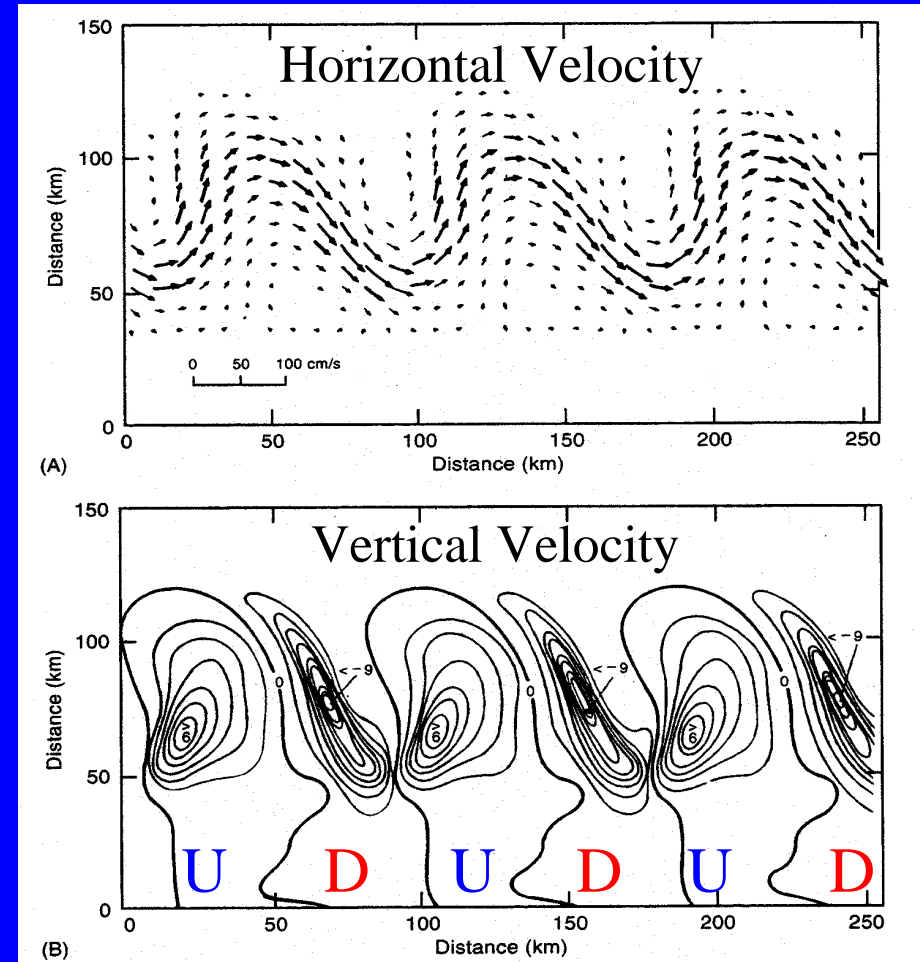 150
Horizontal Velocity
100
Distance (km)
50
0 50 100 cm/s
0
0 50 100 150 200 250
(A)
Distance (km)
150
Vertical Velocity
100
<-9 <-9 <-9
Distance (km)
0 0 0
>6 >6 >6
50
U D U D U D
0
0 50 100 150 200 250
(B)
Distance (km)